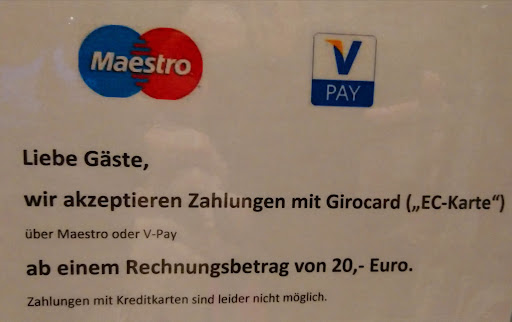 Maestro
V
PAY
Liebe Gäste,
wir akzeptieren Zahlungen mit Girocard („EC-Karte“)
über Maestro oder V-Pay
ab einem Rechnungsbetrag von 20,- Euro.
Zahlungen mit Kreditkarten sind leider nicht möglich.